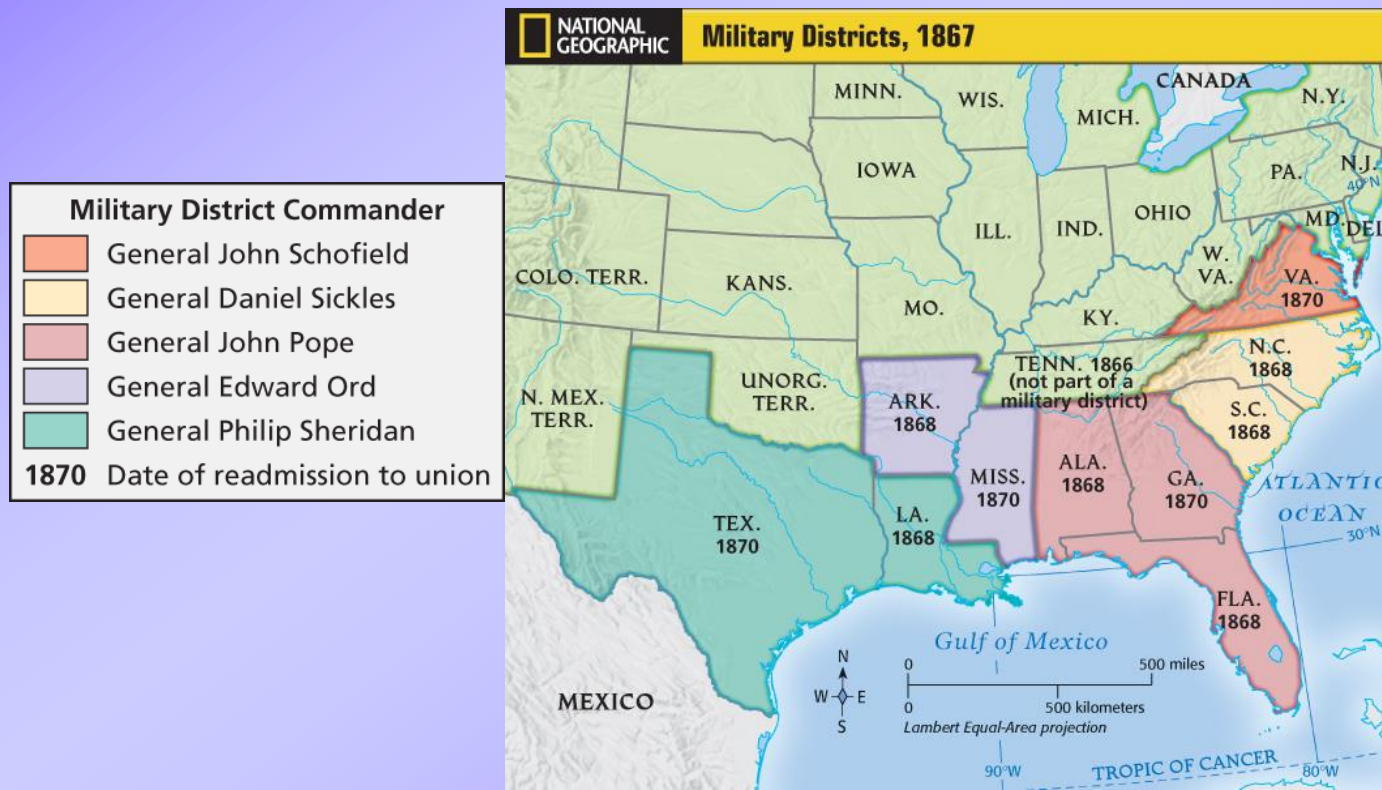 NATIONAL
GEOGRAPHIC
Military Districts, 1867
Military District Commander
General John Schofield
General Daniel Sickles
General John Pope
General Edward Ord
General Philip Sheridan
1870 Date of readmission to union
CANADA
MINN.
WIS.
MICH.
N.Y.
IOWA
PA.
N.J.
40°N
ILL.
IND.
OHIO
MD.
DEL
W.
VA.
COLO. TERR.
KANS.
MO.
KY.
VA.
1870
N. MEX.
TERR.
UNORG.
TERR.
TENN. 1866
(not part of a
military district)
N.C.
1868
ARK.
1868
S.C.
1868
MISS.
1870
ALA.
1868
GA.
1870
ATLANTIC
OCEAN
30°N
TEX.
1870
LA.
1868
FLA.
1868
Gulf of Mexico
MEXICO
N
W E
S
0 500 miles
0 500 kilometers
Lambert Equal-Area projection
90°W
TROPIC OF CANCER
80°W